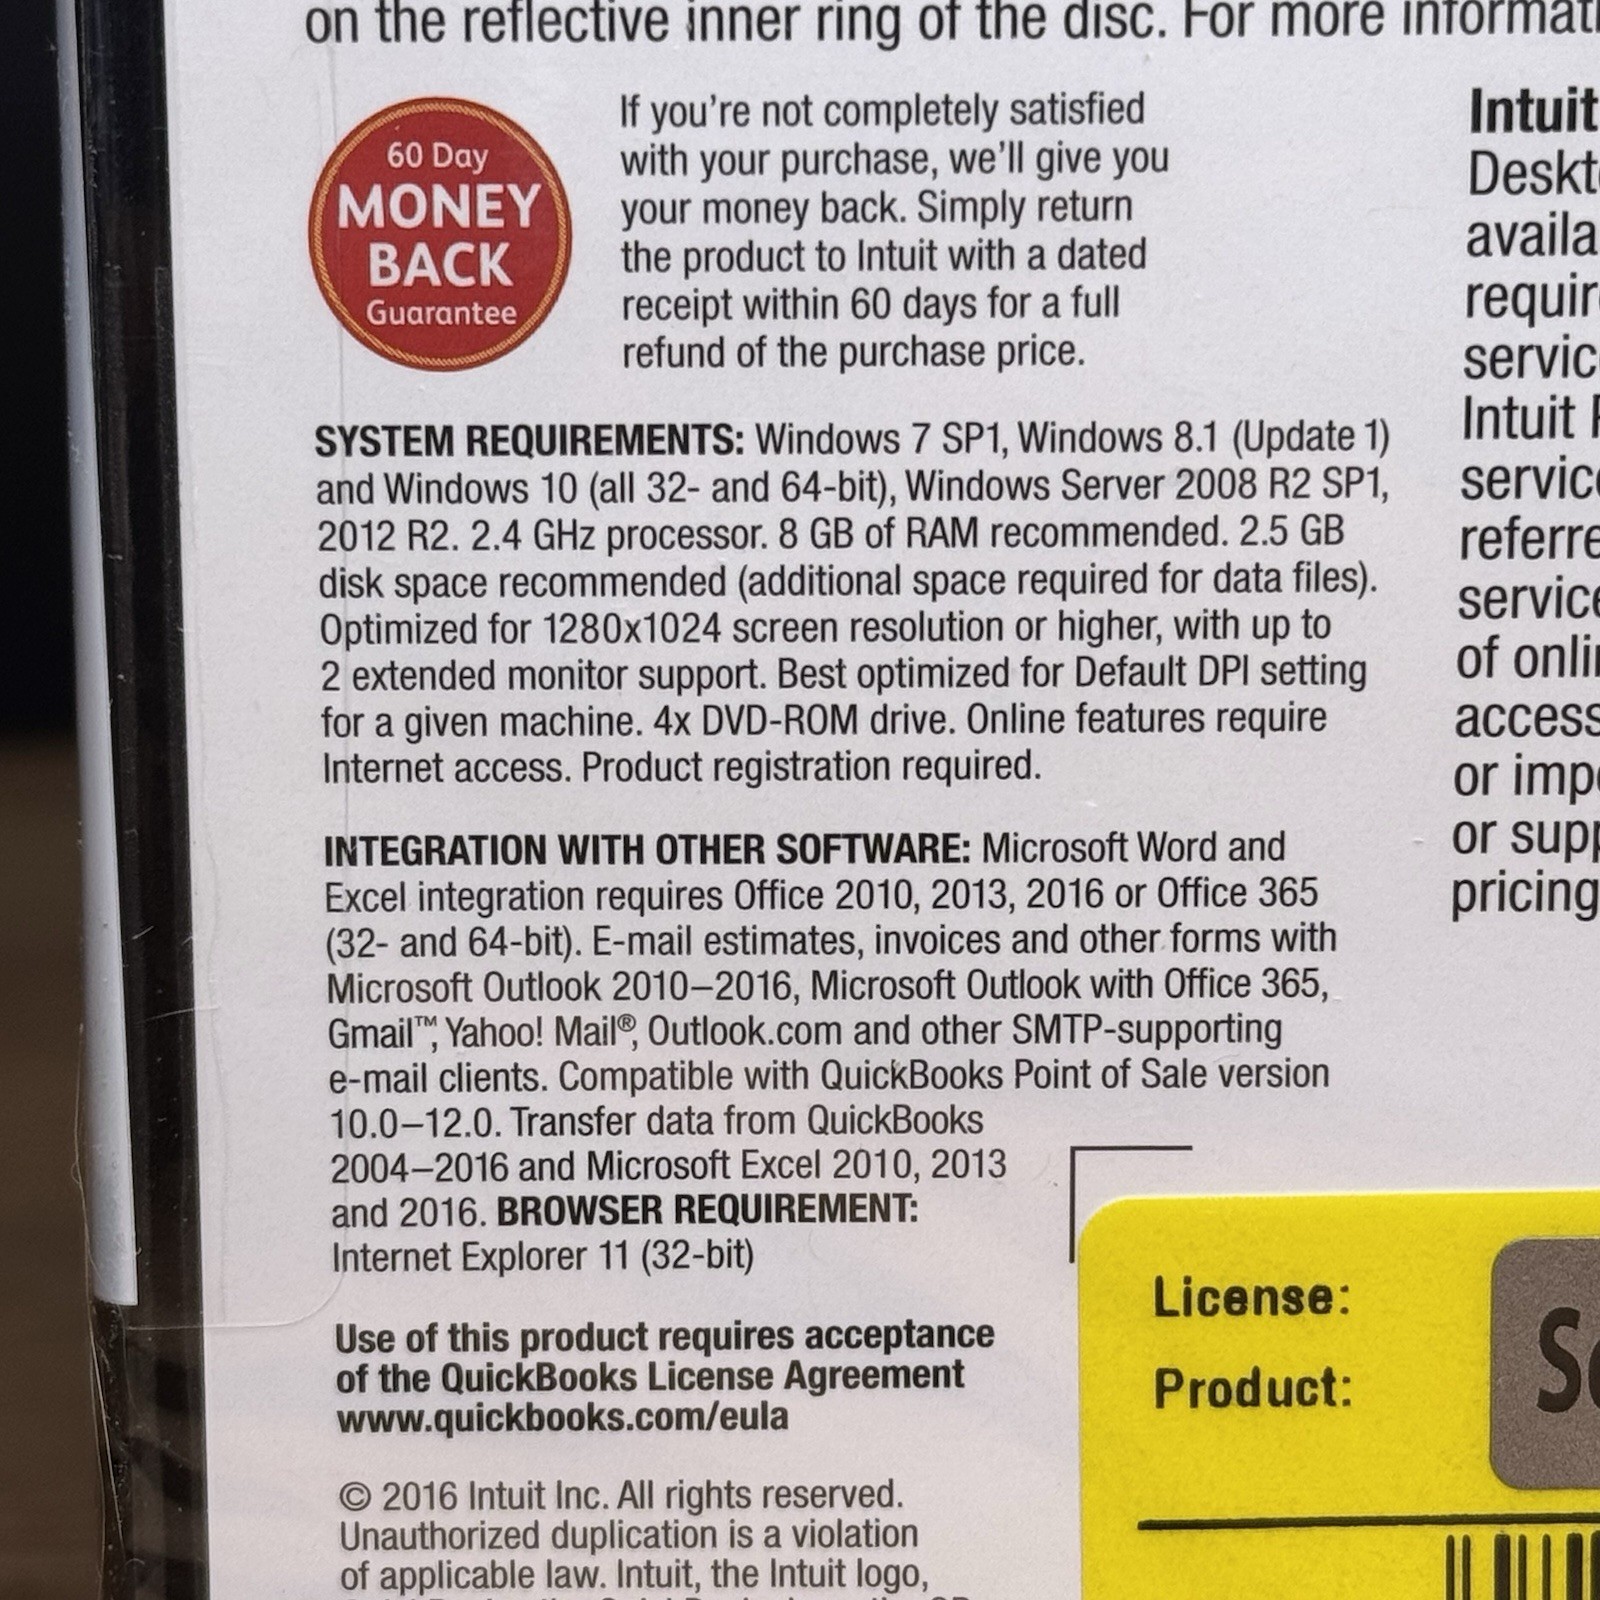 on the reflective inner ring of the disc. For more
60 Day
MONEY
BACK
Guarantee
If you're not completely satisfied
with your purchase, we'll give you
your money back. Simply return
the product to Intuit with a dated
receipt within 60 days for a full
refund of the purchase price.
SYSTEM REQUIREMENTS: Windows 7 SP1, Windows 8.1 (Update 1)
and Windows 10 (all 32- and 64-bit), Windows Server 2008 R2 SP1,
2012 R2. 2.4 GHz processor. 8 GB of RAM recommended. 2.5 GB
disk space recommended (additional space required for data files).
Optimized for 1280x1024 screen resolution or higher, with up to
2 extended monitor support. Best optimized for Default DPI setting
for a given machine. 4x DVD-ROM drive. Online features require
Internet access. Product registration required.
INTEGRATION WITH OTHER SOFTWARE: Microsoft Word and
Excel integration requires Office 2010, 2013, 2016 or Office 365
(32- and 64-bit). E-mail estimates, invoices and other forms with
Microsoft Outlook 2010–2016, Microsoft Outlook with Office 365,
Gmail™, Yahoo! Mail®, Outlook.com and other SMTP-supporting
e-mail clients. Compatible with QuickBooks Point of Sale version
10.0–12.0. Transfer data from QuickBooks
2004–2016 and Microsoft Excel 2010, 2013
and 2016. BROWSER REQUIREMENT:
Internet Explorer 11 (32-bit)
Use of this product requires acceptance
of the QuickBooks License Agreement
www.quickbooks.com/eula
© 2016 Intuit Inc. All rights reserved.
Unauthorized duplication is a violation
of applicable law. Intuit, the Intuit logo,
Intuit
Intuit
of
access
or
or
pricing
License:
Product: